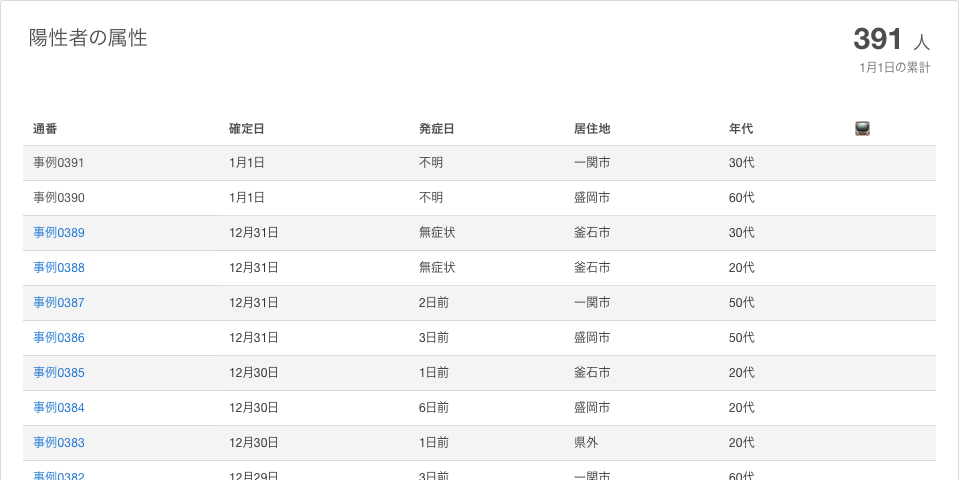 陽性者の属性
391 人
1月1日の累計
通番 確定日 発症日 居住地 年代
事例0391 1月1日 不明 一関市 30代
事例0390 1月1日 不明 盛岡市 60代
事例0389 12月31日 無症状 釜石市 30代
事例0388 12月31日 無症状 釜石市 20代
事例0387 12月31日 2日前 一関市 50代
事例0386 12月31日 3日前 盛岡市 50代
事例0385 12月30日 1日前 釜石市 20代
事例0384 12月30日 6日前 盛岡市 20代
事例0383 12月30日 1日前 県外 20代
事例0382 12月29日 3日前 一関市 60代